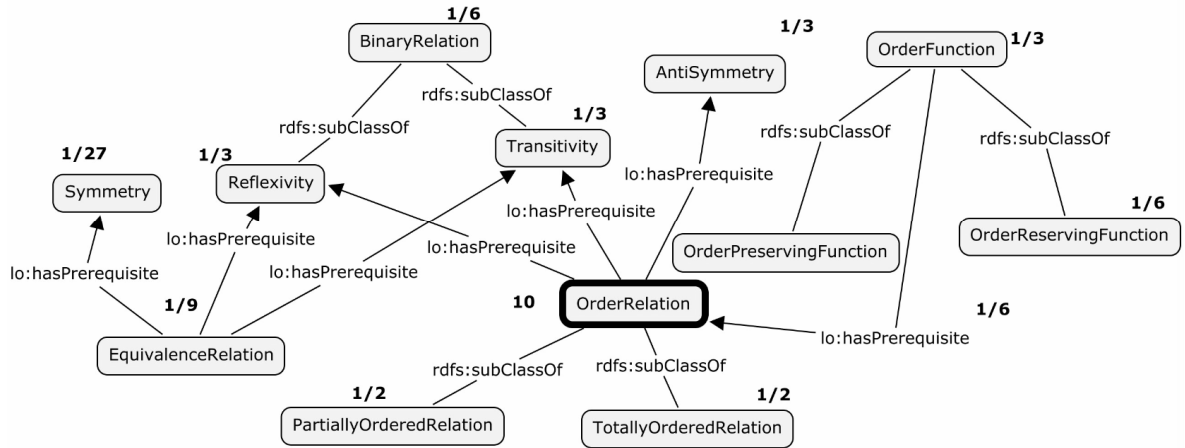 1/6
BinaryRelation
1/3
AntiSymmetry
OrderFunction
1/3
rdfs:subClassOf
rdfs:subClassOf
1/3
Transitivity
rdfs:subClassOf
rdfs:subClassOf
1/27
Symmetry
1/3
Reflexivity
lo:hasPrerequisite
lo:hasPrerequisite
1/6
OrderReservingFunction
lo:hasPrerequisite
lo:hasPrerequisite
OrderPreservingFunction
lo:hasPrerequisite
lo:hasPrerequisite
1/9
10
OrderRelation
1/6
lo:hasPrerequisite
EquivalenceRelation
rdfs:subClassOf
rdfs:subClassOf
1/2
PartiallyOrderedRelation
1/2
TotallyOrderedRelation